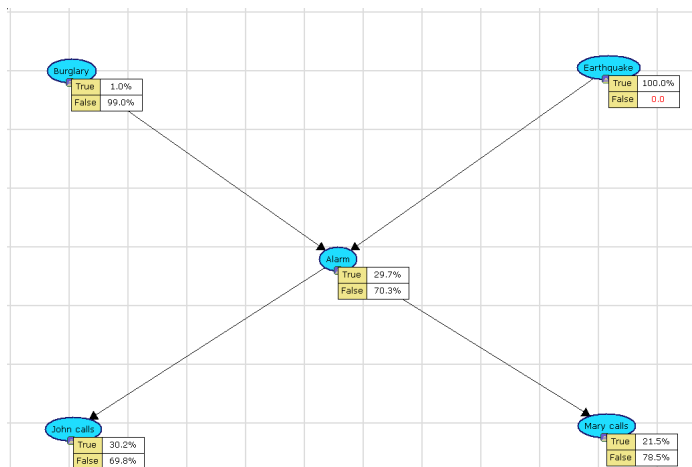 Burglary
True 1.0%
False 99.0%
Earthquake
True 100.0%
False 0.0
Alarm
True 29.7%
False 70.3%
John calls
True 30.2%
False 69.8%
Mary calls
True 21.5%
False 78.5%